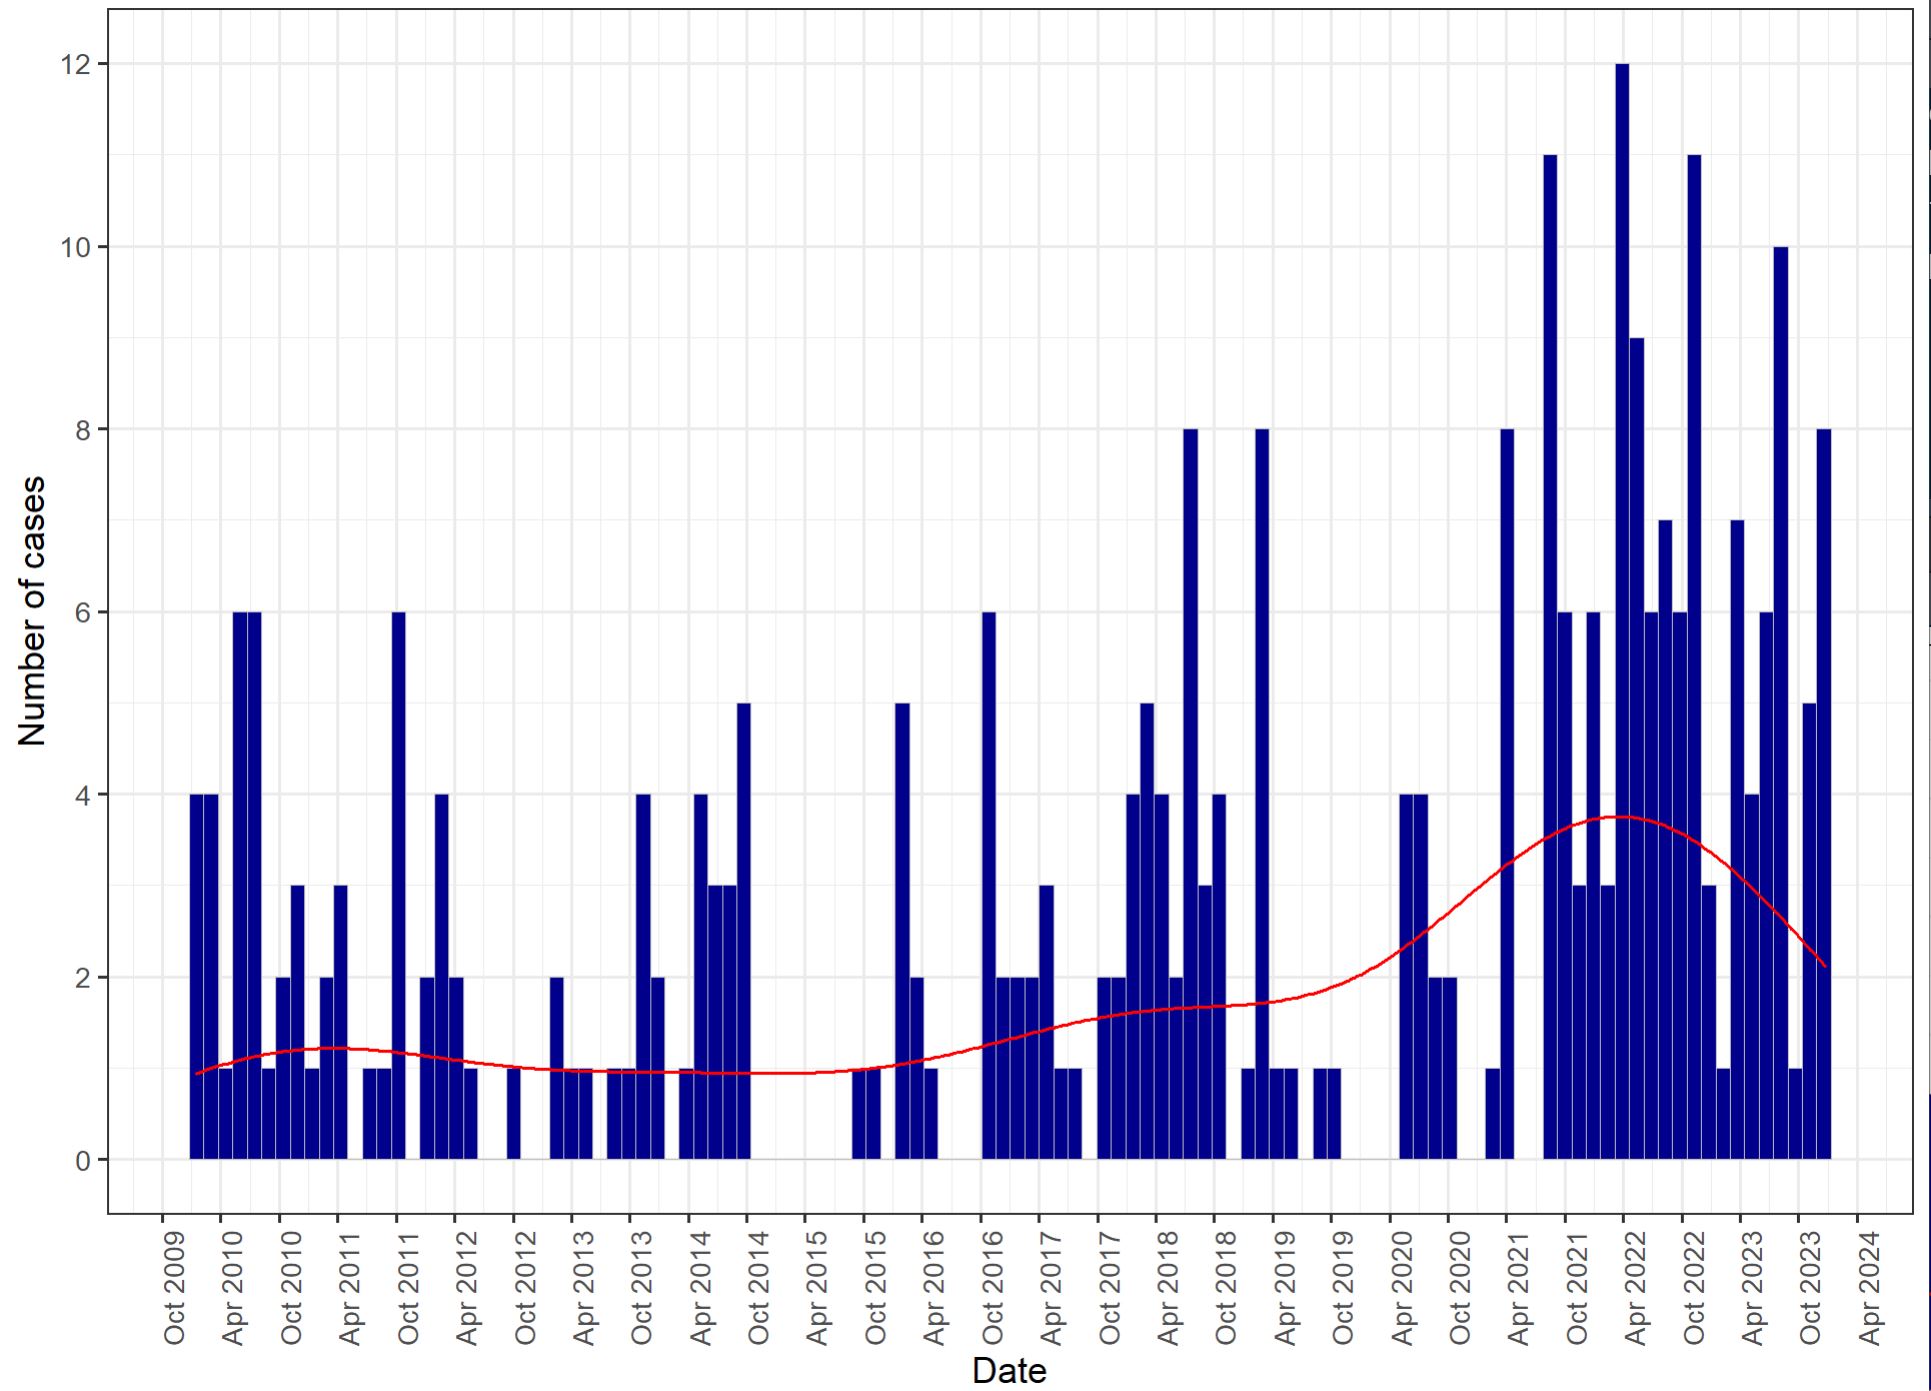 12
10
8
6
4
2
0
Number of cases
Oct 2009
Apr 2010
Oct 2010
Apr 2011
Oct 2011
Apr 2012
Oct 2012
Apr 2013
Oct 2013
Apr 2014
Oct 2014
Apr 2015
Oct 2015
Apr 2016
Oct 2016
Apr 2017
Oct 2017
Apr 2018
Oct 2018
Apr 2019
Oct 2019
Apr 2020
Oct 2020
Apr 2021
Oct 2021
Apr 2022
Oct 2022
Apr 2023
Oct 2023
Apr 2024
Date